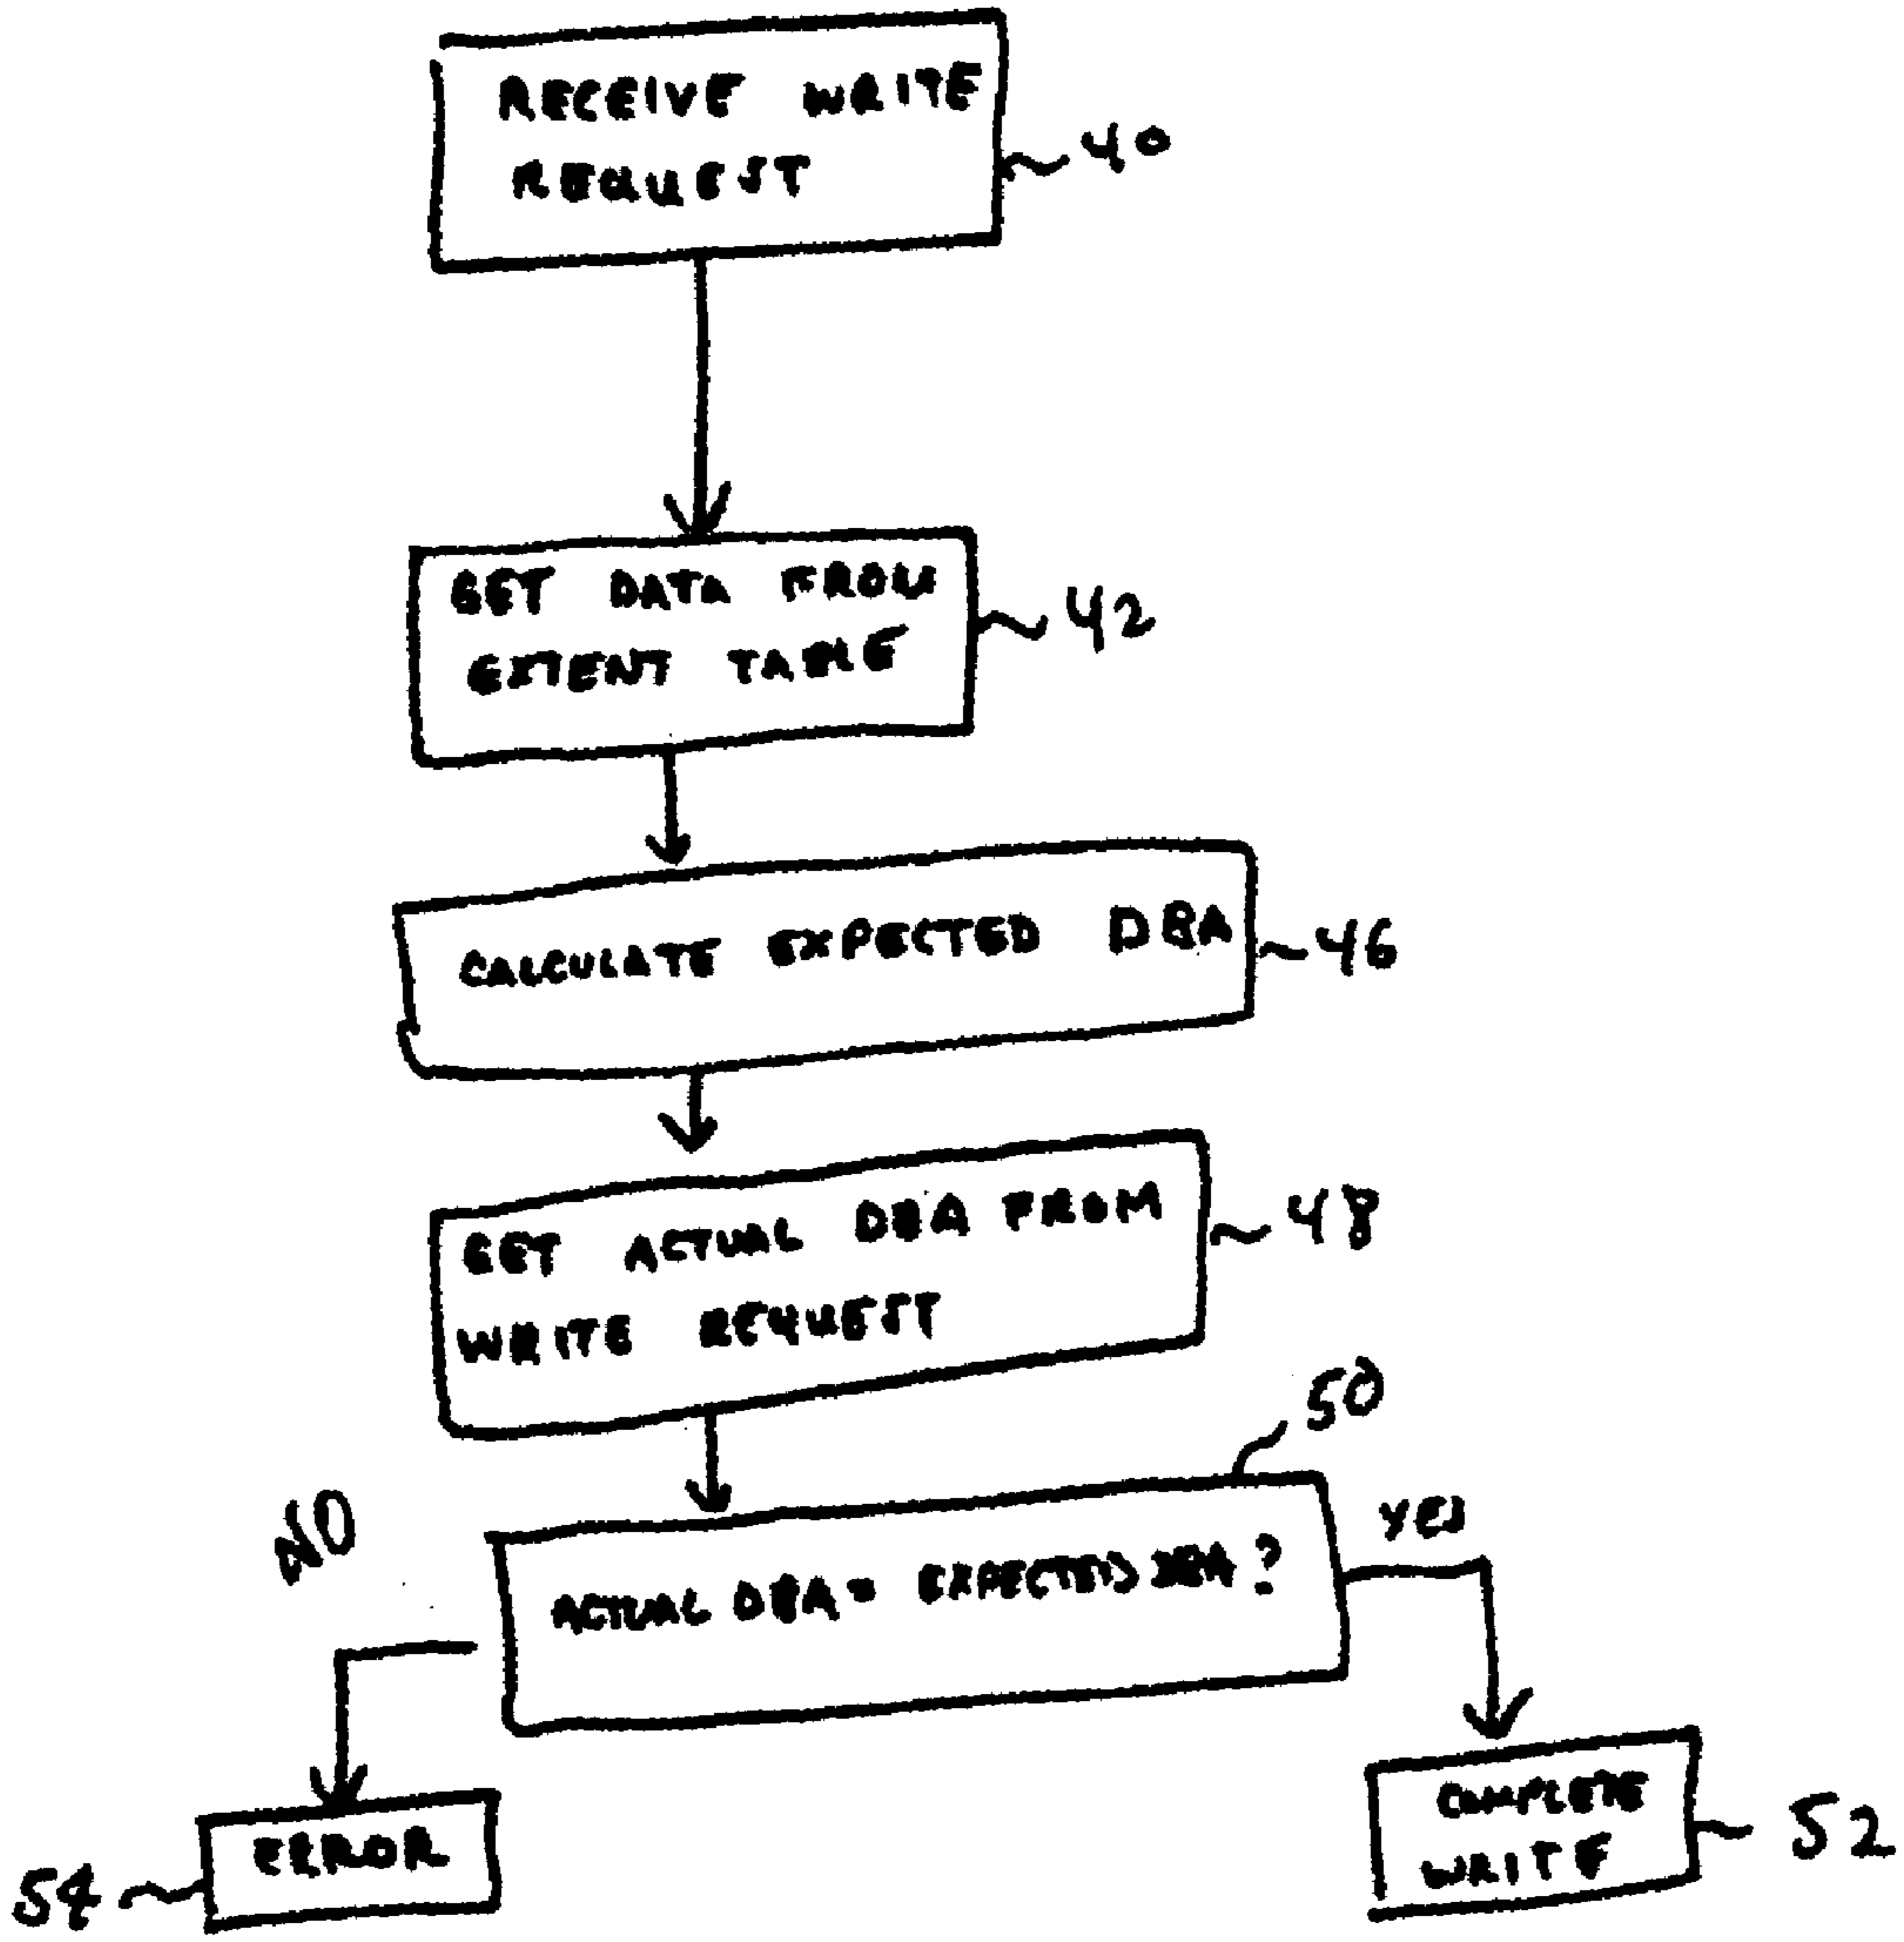 RECEIVE WRITE
REQUEST
40
GET DATA FROM
EXTENT TABLE
42
CALCULATE EXPECTED DBA
46
GET ACTUAL DBA FROM
WRITE REQUEST
48
50
ACTUAL DBA = EXPECTED DBA?
NO
YES
ERROR
54
COMPLETE
WRITE
52